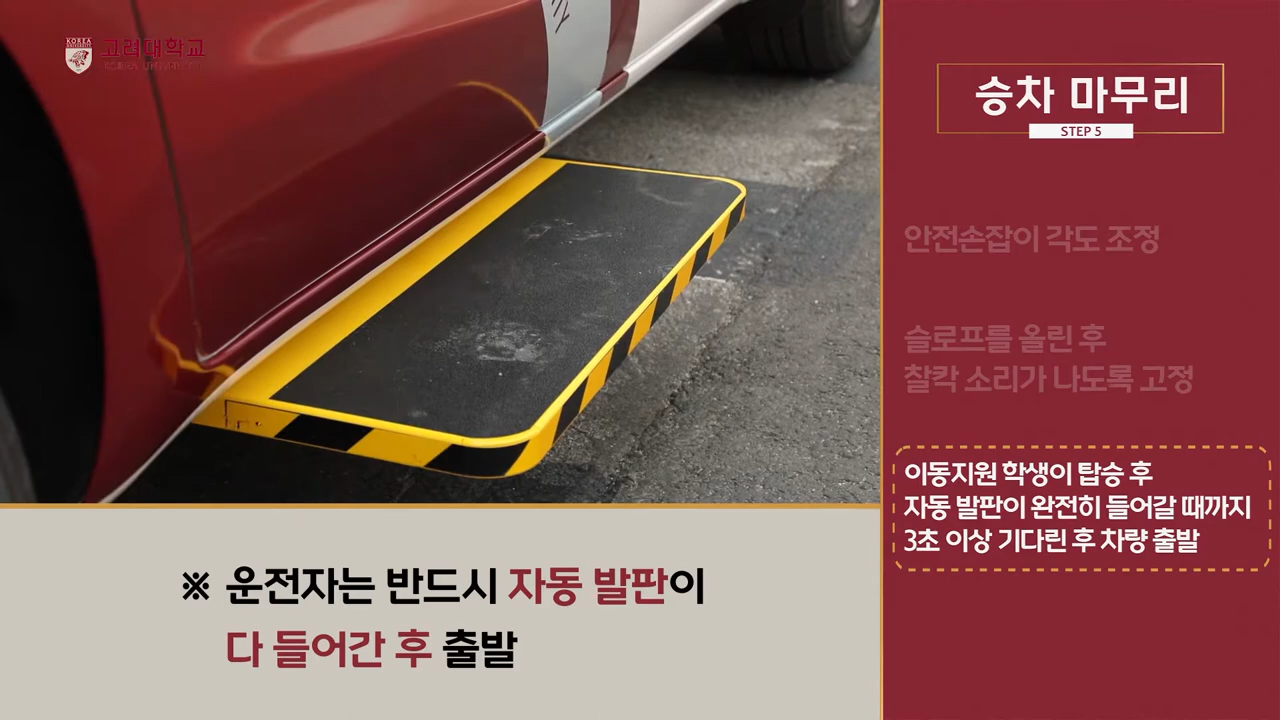 KOREA
UNIVERSITY
고려대학교
KOREA UNIVERSITY
승차 마무리
STEP 5
안전손잡이 각도 조정
슬로프를 올린 후
찰칵 소리가 나도록 고정
이동지원 학생이 탑승 후
자동 발판이 완전히 들어갈 때까지
3초 이상 기다린 후 차량 출발
※ 운전자는 반드시 자동 발판이
다 들어간 후 출발